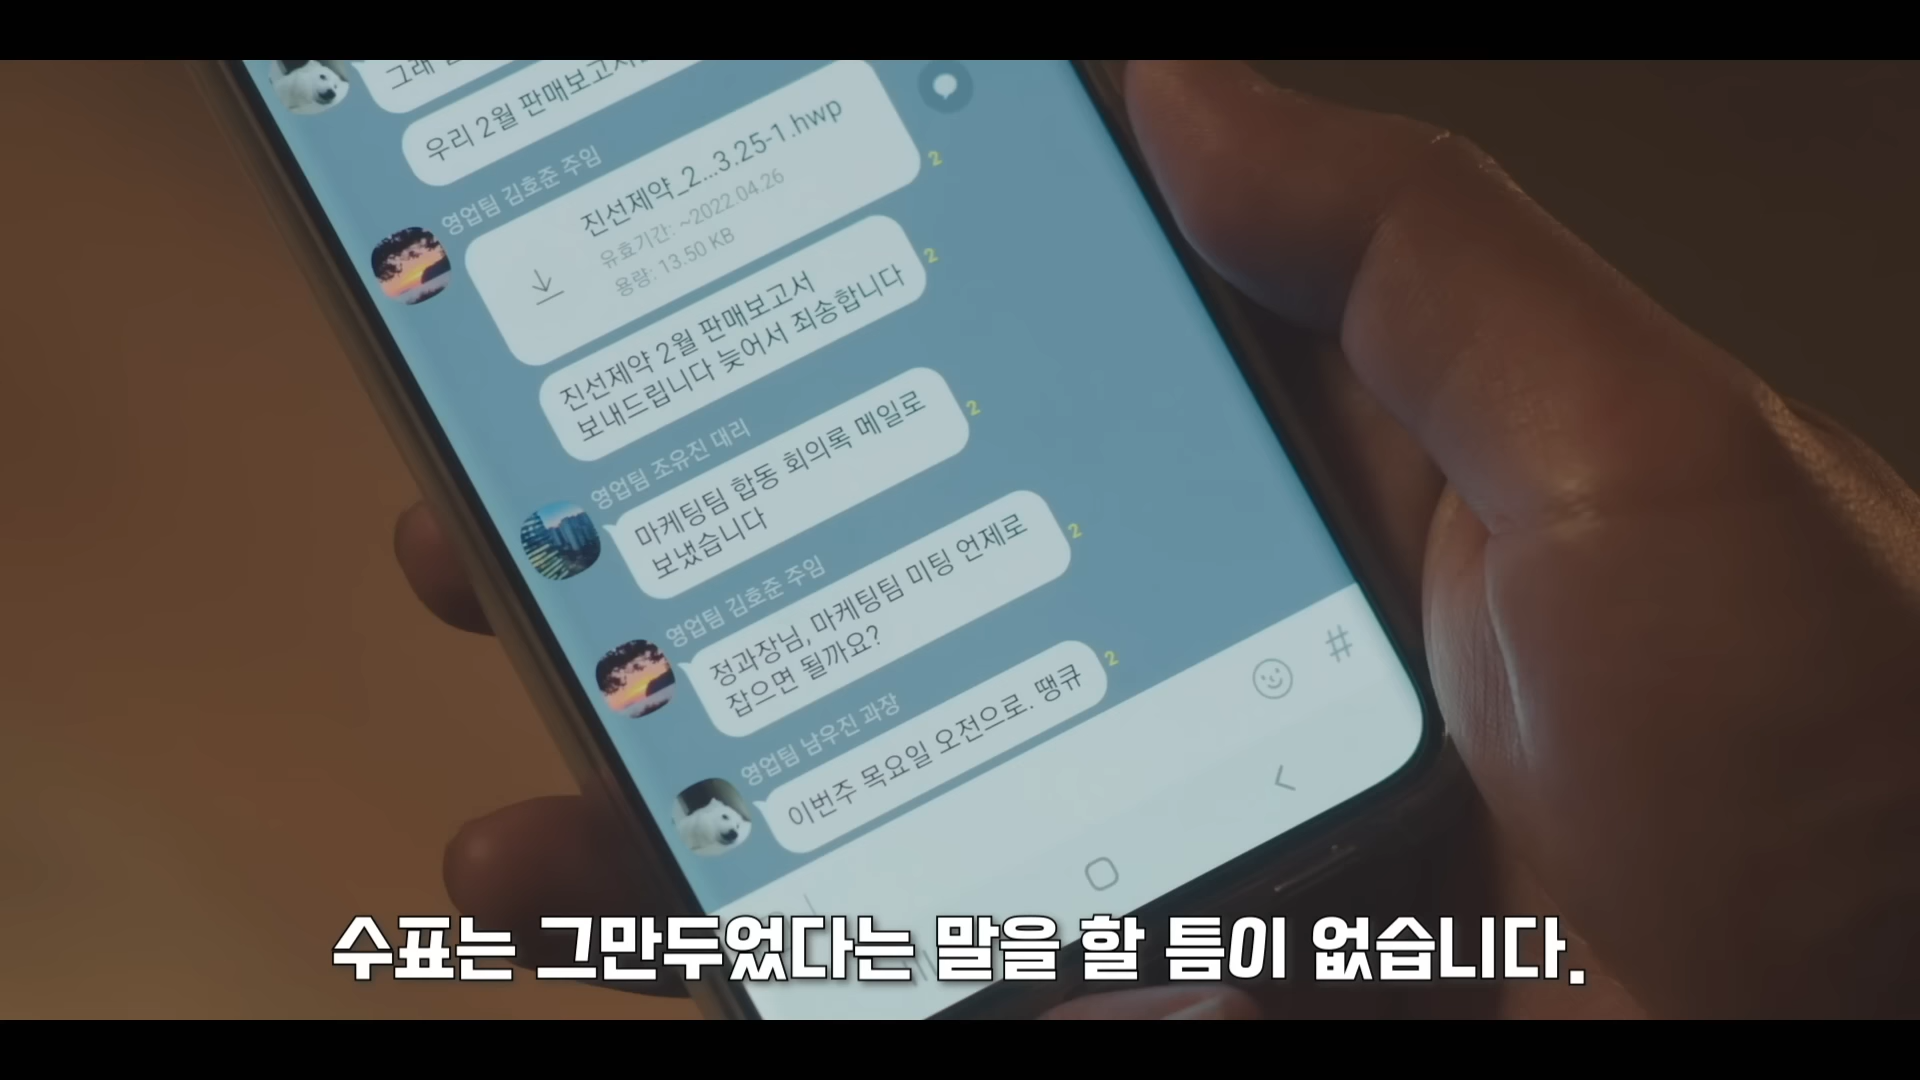 그래
우리 2월 판매보고서는
영업팀 김호준 주임
진선제약_2...3.25-1.hwp
유효기간: ~2022.04.26
용량: 13.50 KB
2
진선제약 2월 판매보고서
보내드립니다 늦어서 죄송합니다
2
영업팀 조유진 대리
마케팅팀 합동 회의록 메일로
보냈습니다
2
영업팀 김호준 주임
정과장님, 마케팅팀 미팅 언제로
잡으면 될까요?
2
영업팀 남우진 과장
이번주 목요일 오전으로. 땡큐
2
#
수표는 그만두었다는 말을 할 틈이 없습니다.